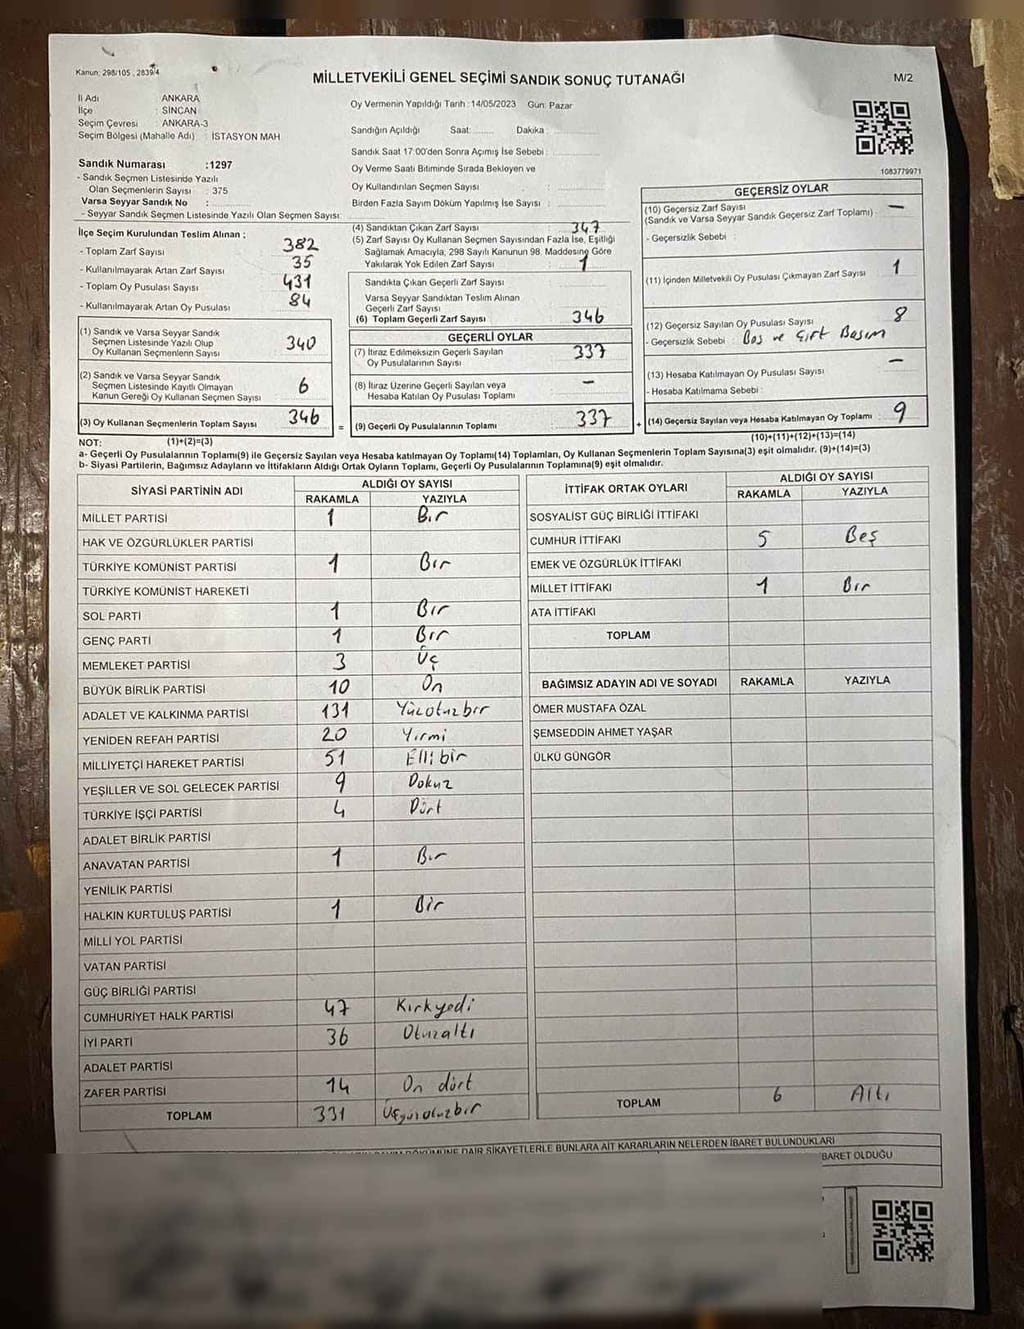 Kanun: 298/105, 2839/4
MİLLETVEKİLİ GENEL SEÇİMİ SANDIK SONUÇ TUTANAĞI
M/2
İl Adı ANKARA
İlçe : SİNCAN
Seçim Çevresi : ANKARA-3
Seçim Bölgesi (Mahalle Adı) : İSTASYON MAH
Sandık Numarası :1297
- Sandık Seçmen Listesinde Yazılı
Olan Seçmenlerin Sayısı : 375
Varsa Seyyar Sandık No :
- Seyyar Sandık Seçmen Listesinde Yazılı Olan Seçmen Sayısı:
Oy Vermenin Yapıldığı Tarih :14/05/2023 Gün: Pazar
Sandığın Açıldığı Saat: Dakika :
Sandık Saat 17:00'den Sonra Açımış İse Sebebi :
Oy Verme Saati Bitiminde Sırada Bekleyen ve
Oy Kullandırılan Seçmen Sayısı :
Birden Fazla Sayım Döküm Yapılmış İse Sayısı :
1083779971
İlçe Seçim Kurulundan Teslim Alınan :
- Toplam Zarf Sayısı : 382
- Kullanılmayarak Artan Zarf Sayısı : 35
- Toplam Oy Pusulası Sayısı : 431
- Kullanılmayarak Artan Oy Pusulası : 84
(1) Sandık ve Varsa Seyyar Sandık
Seçmen Listesinde Yazılı Olup
Oy Kullanan Seçmenlerin Sayısı 340
(2) Sandık ve Varsa Seyyar Sandık
Seçmen Listesinde Kayıtlı Olmayan
Kanun Gereği Oy Kullanan Seçmen Sayısı 6
(3) Oy Kullanan Seçmenlerin Toplam Sayısı 346
(4) Sandıktan Çıkan Zarf Sayısı : 347
(5) Zarf Sayısı Oy Kullanan Seçmen Sayısından Fazla İse, Eşitliği
Sağlamak Amacıyla, 298 Sayılı Kanunun 98. Maddesine Göre
Yakılarak Yok Edilen Zarf Sayısı : 1
Sandıkta Çıkan Geçerli Zarf Sayısı :
Varsa Seyyar Sandıktan Teslim Alınan
Geçerli Zarf Sayısı
(6) Toplam Geçerli Zarf Sayısı 346
GEÇERLİ OYLAR
(7) İtiraz Edilmeksizin Geçerli Sayılan
Oy Pusulalarının Sayısı 337
(8) İtiraz Üzerine Geçerli Sayılan veya
Hesaba Katılan Oy Pusulası Toplamı –
= (9) Geçerli Oy Pusulalarının Toplamı 337 +
GEÇERSİZ OYLAR
(10) Geçersiz Zarf Sayısı
(Sandık ve Varsa Seyyar Sandık Geçersiz Zarf Toplamı) : –
- Geçersizlik Sebebi :
(11) İçinden Milletvekili Oy Pusulası Çıkmayan Zarf Sayısı 1
(12) Geçersiz Sayılan Oy Pusulası Sayısı : 8
- Geçersizlik Sebebi : Boş ve Çift Basım
(13) Hesaba Katılmayan Oy Pusulası Sayısı –
- Hesaba Katılmama Sebebi :
(14) Geçersiz Sayılan veya Hesaba Katılmayan Oy Toplamı 9
NOT: (1)+(2)=(3) (10)+(11)+(12)+(13)=(14)
a- Geçerli Oy Pusulalarının Toplamı(9) ile Geçersiz Sayılan veya Hesaba katılmayan Oy Toplamı(14) Toplamları, Oy Kullanan Seçmenlerin Toplam Sayısına(3) eşit olmalıdır. (9)+(14)=(3)
b- Siyasi Partilerin, Bağımsız Adayların ve İttifakların Aldığı Ortak Oyların Toplamı, Geçerli Oy Pusulalarının Toplamına(9) eşit olmalıdır.
SİYASİ PARTİNİN ADI ALDIĞI OY SAYISI
RAKAMLA YAZIYLA
MİLLET PARTİSİ 1 Bir
HAK VE ÖZGÜRLÜKLER PARTİSİ
TÜRKİYE KOMÜNİST PARTİSİ 1 Bir
TÜRKİYE KOMÜNİST HAREKETİ
SOL PARTİ 1 Bir
GENÇ PARTİ 1 Bir
MEMLEKET PARTİSİ 3 Üç
BÜYÜK BİRLİK PARTİSİ 10 On
ADALET VE KALKINMA PARTİSİ 131 Yüzotuzbir
YENİDEN REFAH PARTİSİ 20 Yirmi
MİLLİYETÇİ HAREKET PARTİSİ 51 Ellibir
YEŞİLLER VE SOL GELECEK PARTİSİ 9 Dokuz
TÜRKİYE İŞÇİ PARTİSİ 4 Dört
ADALET BİRLİK PARTİSİ
ANAVATAN PARTİSİ 1 Bir
YENİLİK PARTİSİ
HALKIN KURTULUŞ PARTİSİ 1 Bir
MİLLİ YOL PARTİSİ
VATAN PARTİSİ
GÜÇ BİRLİĞİ PARTİSİ
CUMHURİYET HALK PARTİSİ 47 Kırkyedi
İYİ PARTİ 36 Otuzaltı
ADALET PARTİSİ
ZAFER PARTİSİ 14 On dört
TOPLAM 331 Üçyüzotuzbir
İTTİFAK ORTAK OYLARI ALDIĞI OY SAYISI
RAKAMLA YAZIYLA
SOSYALİST GÜÇ BİRLİĞİ İTTİFAKI
CUMHUR İTTİFAKI 5 Beş
EMEK VE ÖZGÜRLÜK İTTİFAKI
MİLLET İTTİFAKI 1 Bir
ATA İTTİFAKI
TOPLAM
BAĞIMSIZ ADAYIN ADI VE SOYADI RAKAMLA YAZIYLA
ÖMER MUSTAFA ÖZAL
ŞEMSEDDİN AHMET YAŞAR
ÜLKÜ GÜNGÖR
TOPLAM 6 Altı
DÖKÜMÜNE DAİR ŞİKAYETLERLE BUNLARA AİT KARARLARIN NELERDEN İBARET BULUNDUKLARI
BARET OLDUĞU